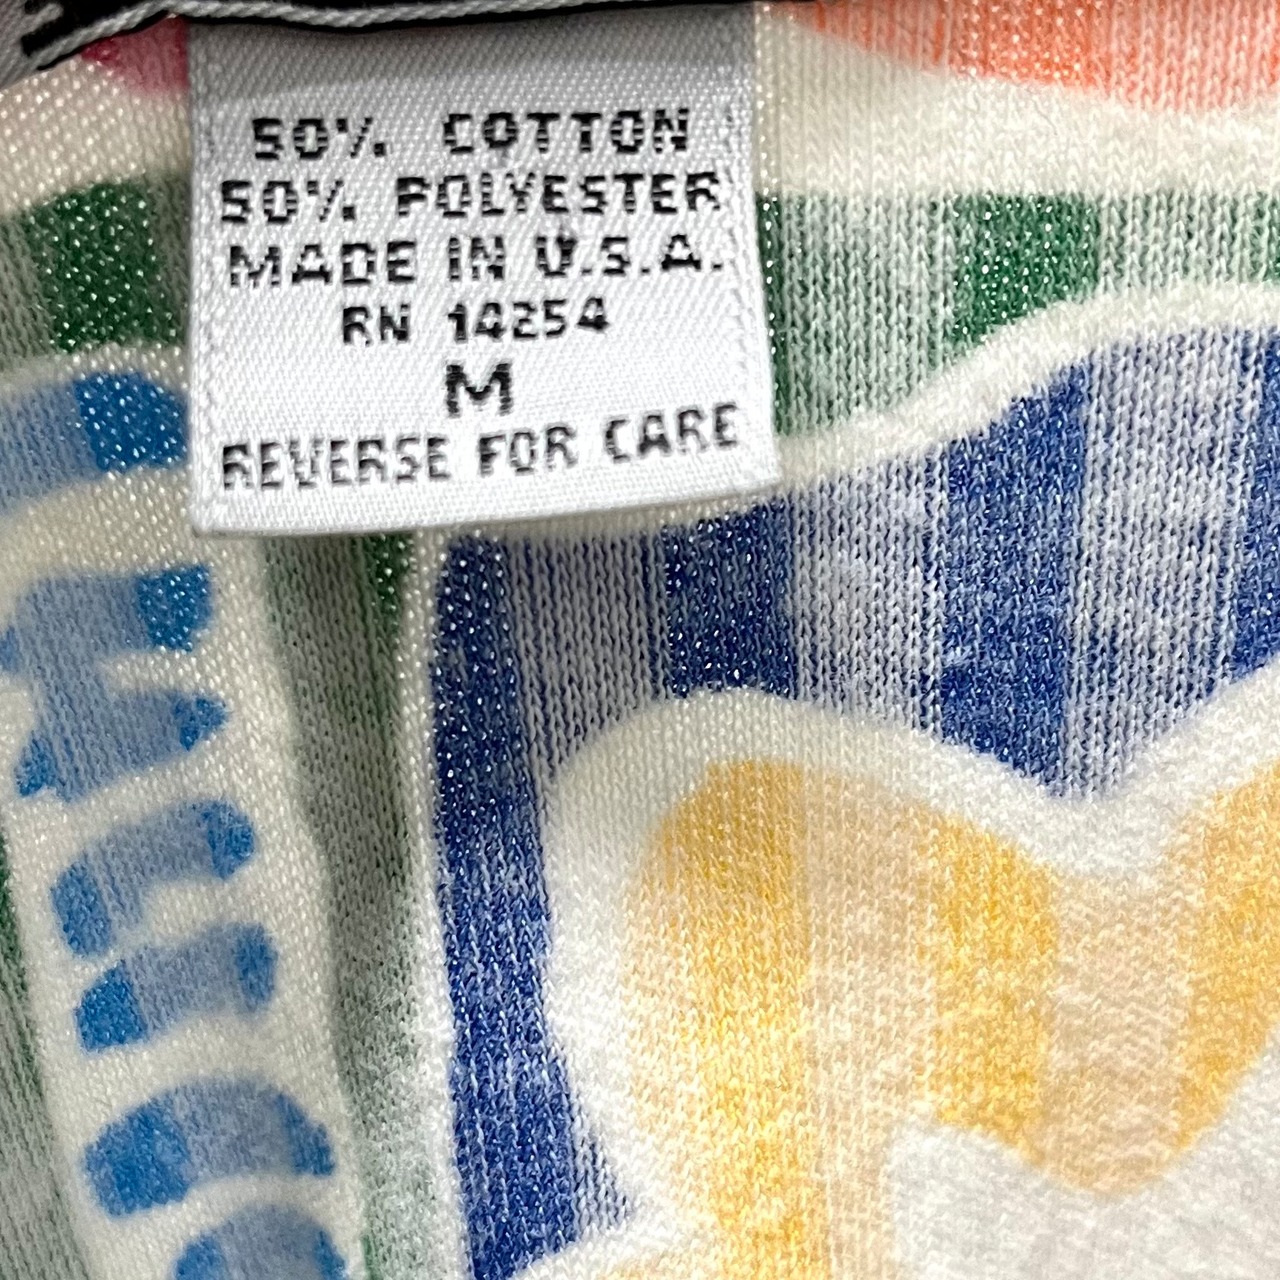 50% COTTON
50% POLYESTER
MADE IN U.S.A.
RN 14254
M
REVERSE FOR CARE